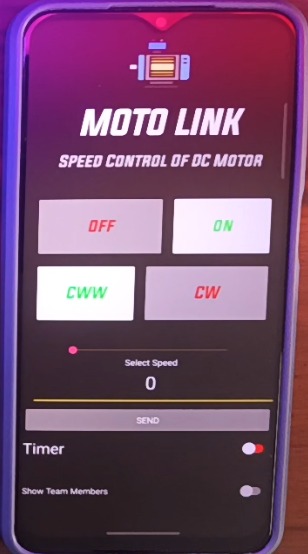 MOTO LINK
SPEED CONTROL OF DC MOTOR
OFF ON
CWW CW
Select Speed
0
SEND
Timer
Show Team Members